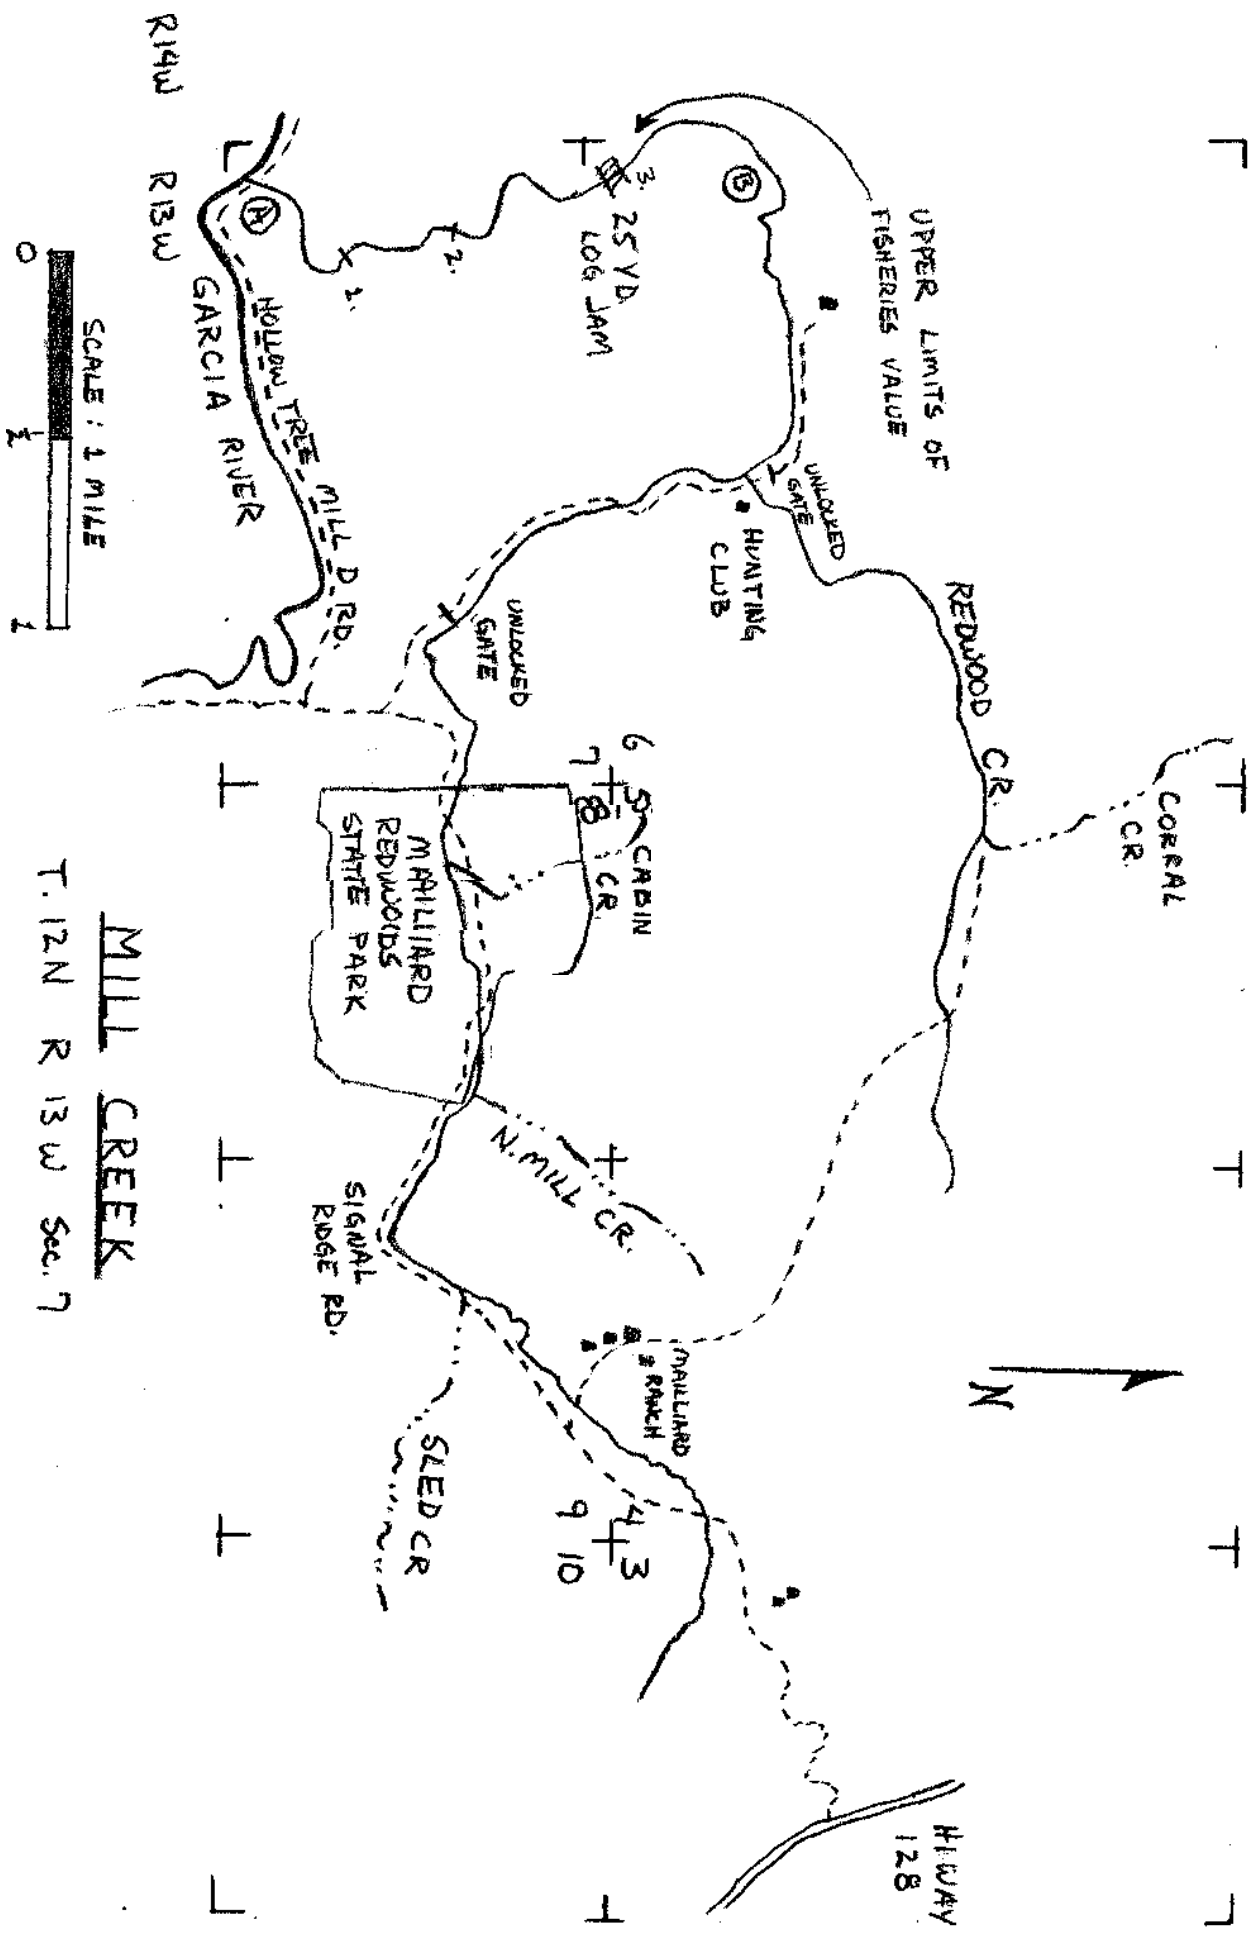 UPPER LIMITS OF
FISHERIES VALUE
CORRAL
CR.
REDWOOD CR.
HIWAY
128
N
UNLOCKED
GATE
HUNTING
CLUB
B
3.
25 YD.
LOG JAM
2.
1.
A
6
5
7
8
CABIN
CR.
UNLOCKED
GATE
MAILLIARD
RANCH
4
3
9
10
N. MILL CR.
SLED CR
MAILLIARD
REDWOODS
STATE PARK
SIGNAL
RIDGE RD.
HOLLOW TREE MILL D RD.
GARCIA RIVER
R14W R13W
SCALE : 1 MILE
0 ½ 1
MILL CREEK
T. 12N R 13W Sec. 7